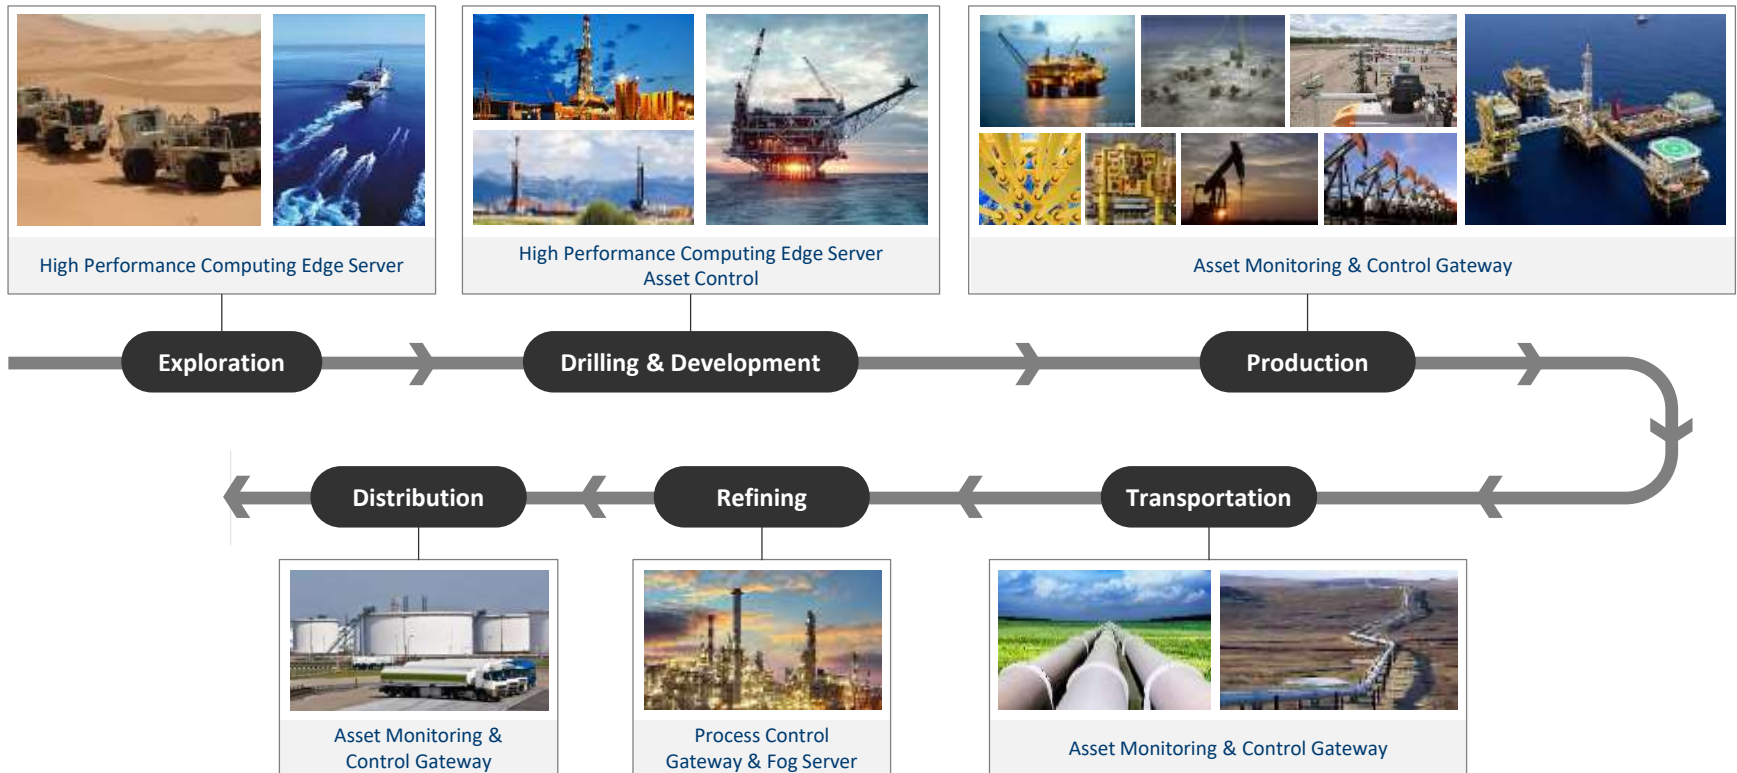 High Performance Computing Edge Server
High Performance Computing Edge Server
Asset Control
Asset Monitoring & Control Gateway
Exploration
Drilling & Development
Production
Distribution
Refining
Transportation
Asset Monitoring &
Control Gateway
Process Control
Gateway & Fog Server
Asset Monitoring & Control Gateway